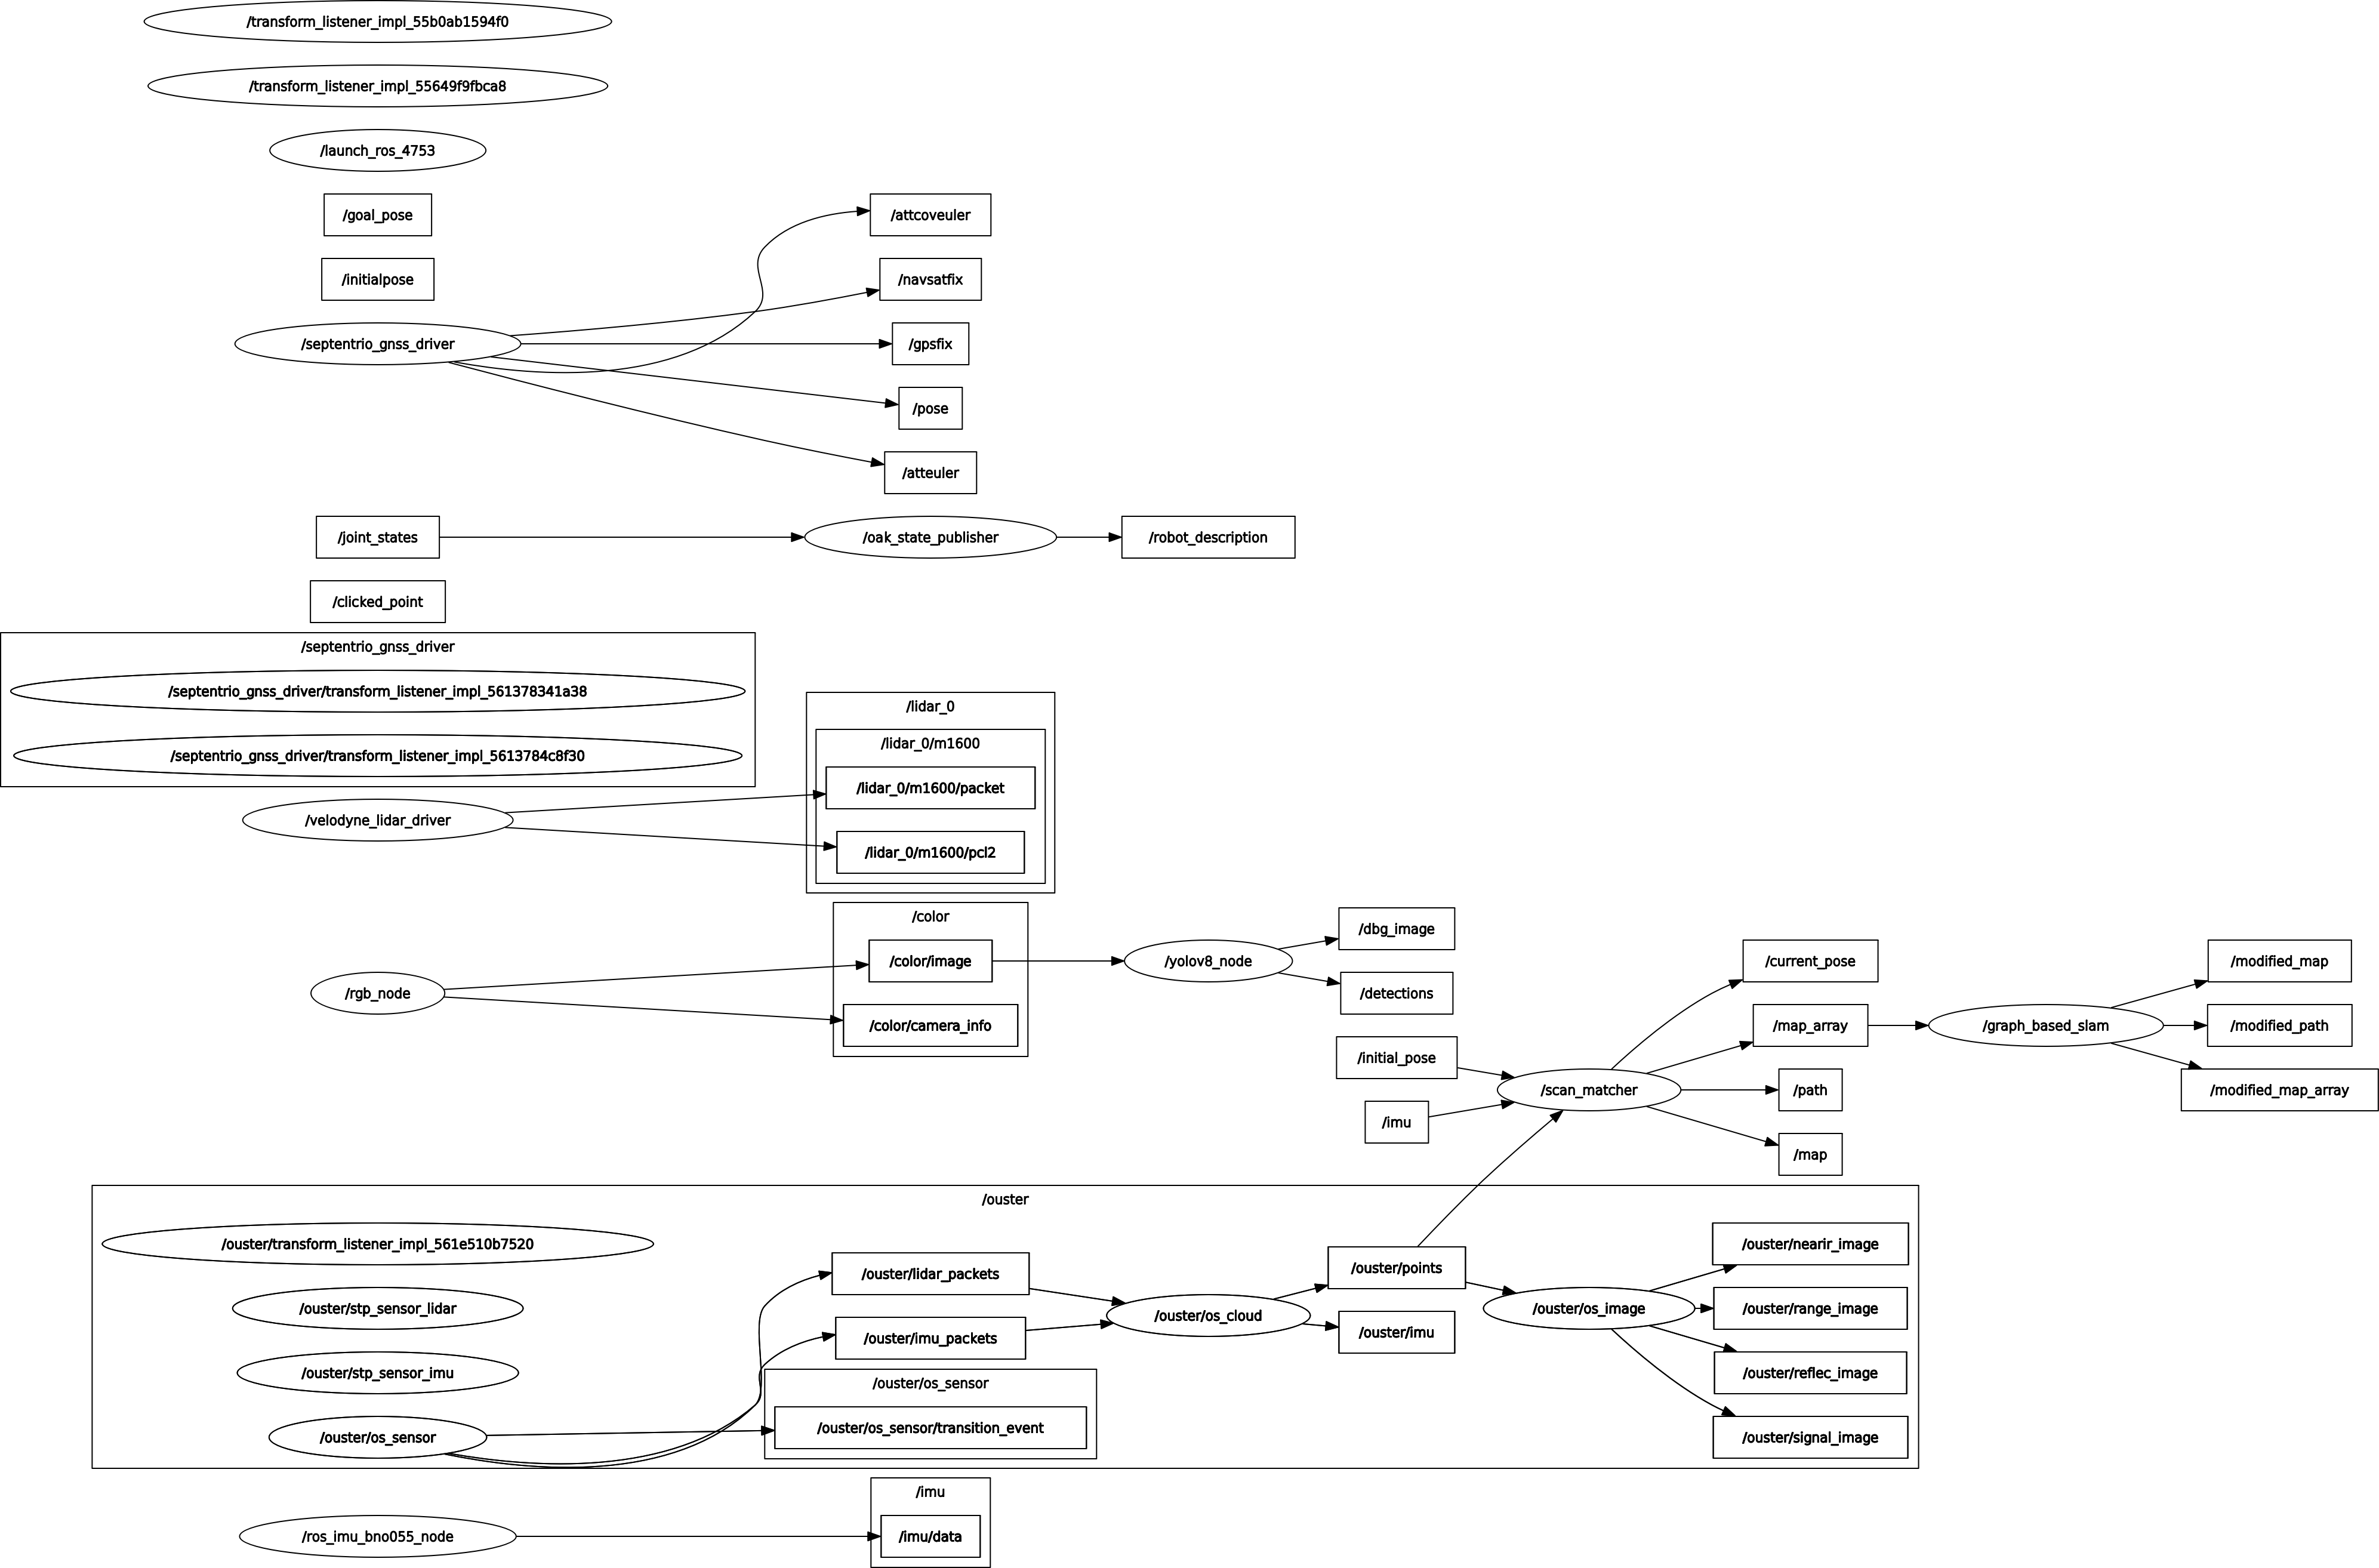 /transform_listener_impl_55b0ab1594f0
/transform_listener_impl_55649f9fbca8
/launch_ros_4753
/goal_pose
/attcoveuler
/initialpose
/navsatfix
/septentrio_gnss_driver
/gpsfix
/pose
/atteuler
/joint_states
/oak_state_publisher
/robot_description
/clicked_point
/septentrio_gnss_driver
/septentrio_gnss_driver/transform_listener_impl_561378341a38
/septentrio_gnss_driver/transform_listener_impl_5613784c8f30
/lidar_0
/lidar_0/m1600
/lidar_0/m1600/packet
/velodyne_lidar_driver
/lidar_0/m1600/pcl2
/color
/color/image
/rgb_node
/color/camera_info
/yolov8_node
/dbg_image
/detections
/initial_pose
/imu
/scan_matcher
/current_pose
/map_array
/path
/map
/graph_based_slam
/modified_map
/modified_path
/modified_map_array
/ouster
/ouster/transform_listener_impl_561e510b7520
/ouster/stp_sensor_lidar
/ouster/stp_sensor_imu
/ouster/os_sensor
/ouster/lidar_packets
/ouster/imu_packets
/ouster/os_sensor
/ouster/os_sensor/transition_event
/ouster/os_cloud
/ouster/points
/ouster/imu
/ouster/os_image
/ouster/nearir_image
/ouster/range_image
/ouster/reflec_image
/ouster/signal_image
/imu
/ros_imu_bno055_node
/imu/data